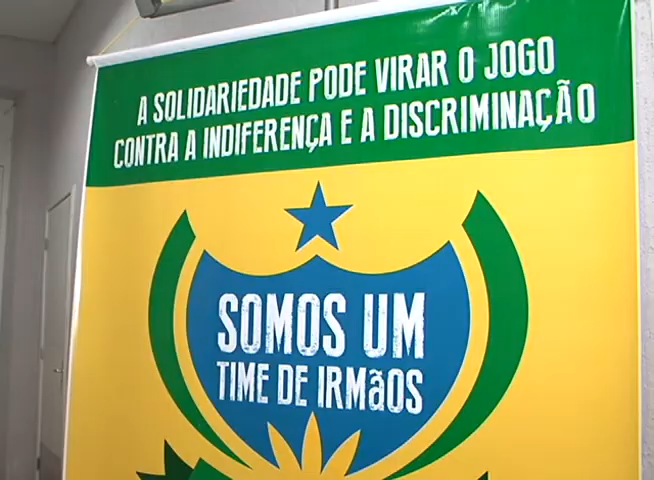 A SOLIDARIEDADE PODE VIRAR O JOGO
CONTRA A INDIFERENÇA E A DISCRIMINAÇÃO
SOMOS UM
TIME DE IRMãOS